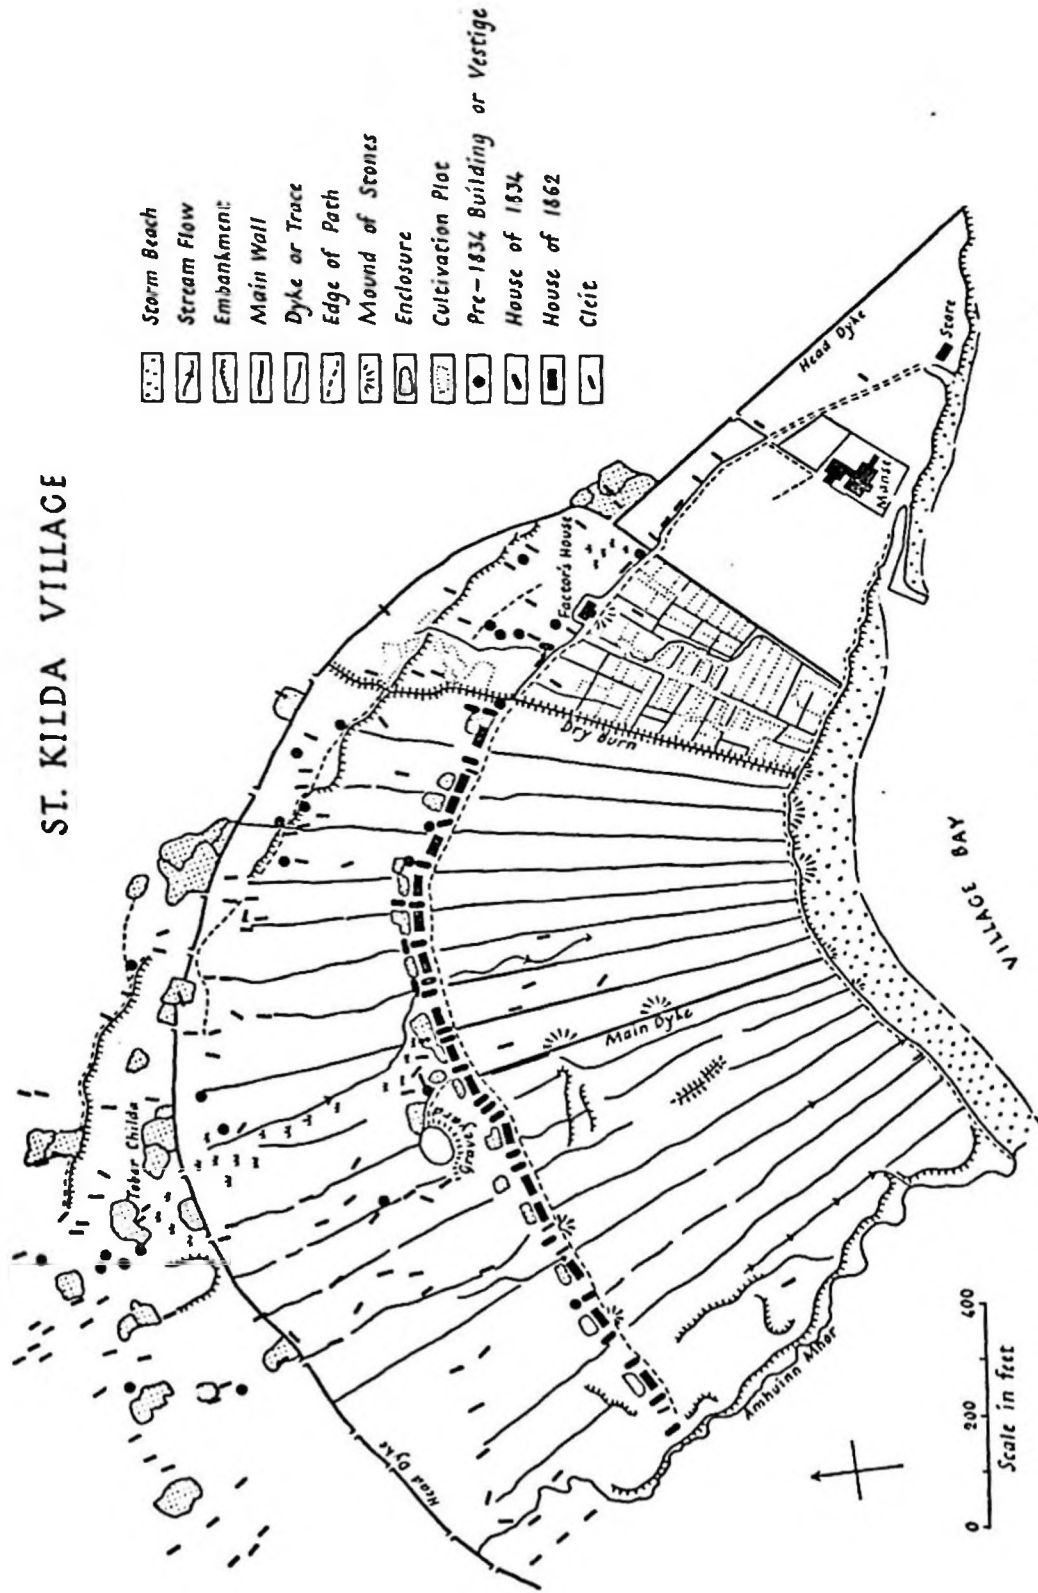 ST. KILDA VILLAGE
Storm Beach
Stream Flow
Embankment
Main Wall
Dyke or Trace
Edge of Path
Mound of Stones
Enclosure
Cultivation Plot
Pre-1834 Building or Vestige
House of 1834
House of 1862
Cleit
Tobar Childa
Head Dyke
Graveyard
Main Dyke
Dry Burn
Factor's House
Head Dyke
Manse
Store
VILLAGE BAY
Amhuinn Mhor
0 200 400
Scale in feet